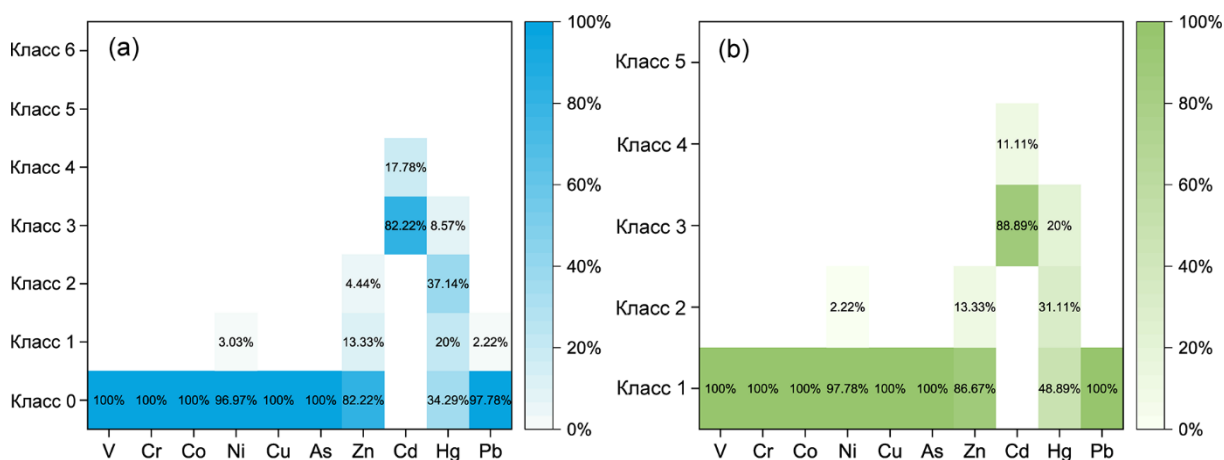 (a)
Класс 6
Класс 5
Класс 4
Класс 3
Класс 2
Класс 1
Класс 0
17.78%
82.22% 8.57%
4.44% 37.14%
3.03% 13.33% 20% 2.22%
100% 100% 100% 96.97% 100% 100% 82.22% 34.29% 97.78%
V Cr Co Ni Cu As Zn Cd Hg Pb
100%
80%
60%
40%
20%
0%
(b)
Класс 5
Класс 4
Класс 3
Класс 2
Класс 1
11.11%
88.89% 20%
2.22% 13.33% 31.11%
100% 100% 100% 97.78% 100% 100% 86.67% 48.89% 100%
V Cr Co Ni Cu As Zn Cd Hg Pb
100%
80%
60%
40%
20%
0%